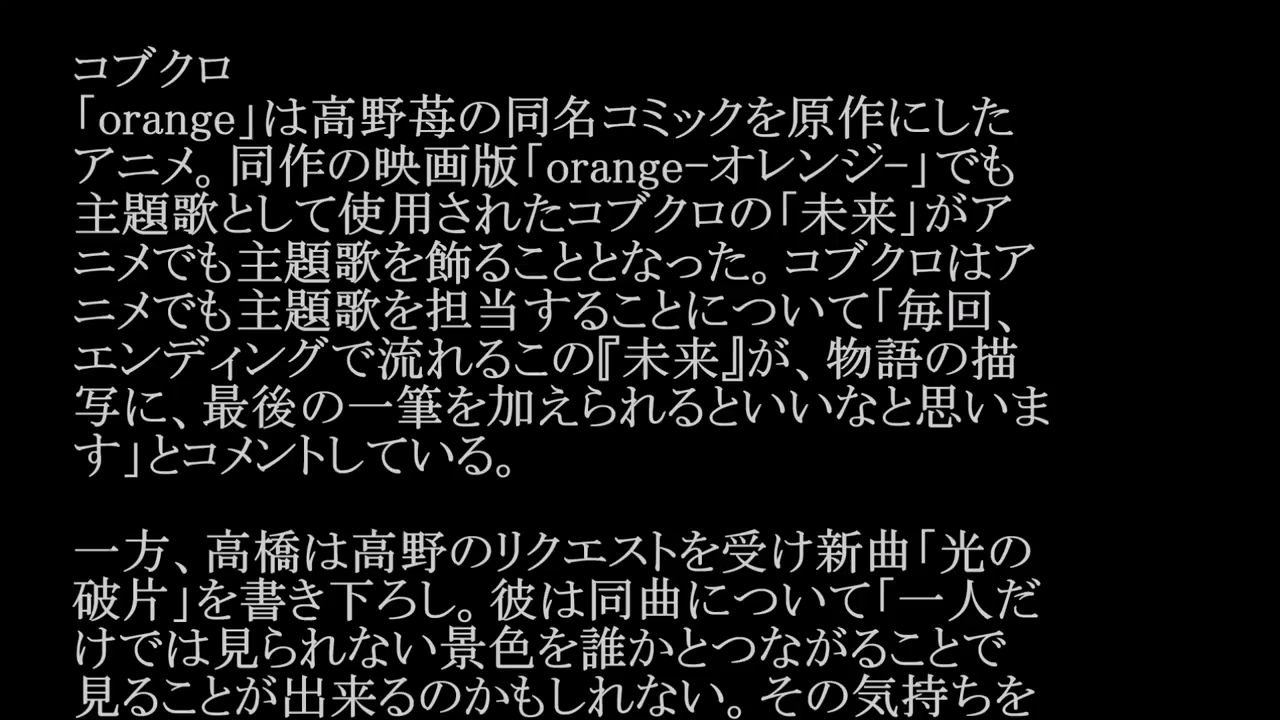 コブクロ
「orange」は高野苺の同名コミックを原作にした
アニメ。同作の映画版「orange−オレンジ−」でも
主題歌として使用されたコブクロの「未来」がア
ニメでも主題歌を飾ることとなった。コブクロはア
ニメでも主題歌を担当することについて「毎回、
エンディングで流れるこの『未来』が、物語の描
写に、最後の一筆を加えられるといいなと思いま
す」とコメントしている。
一方、高橋は高野のリクエストを受け新曲「光の
破片」を書き下ろし。彼は同曲について「一人だ
けでは見られない景色を誰かとつながることで
見ることが出来るのかもしれない。その気持ちを